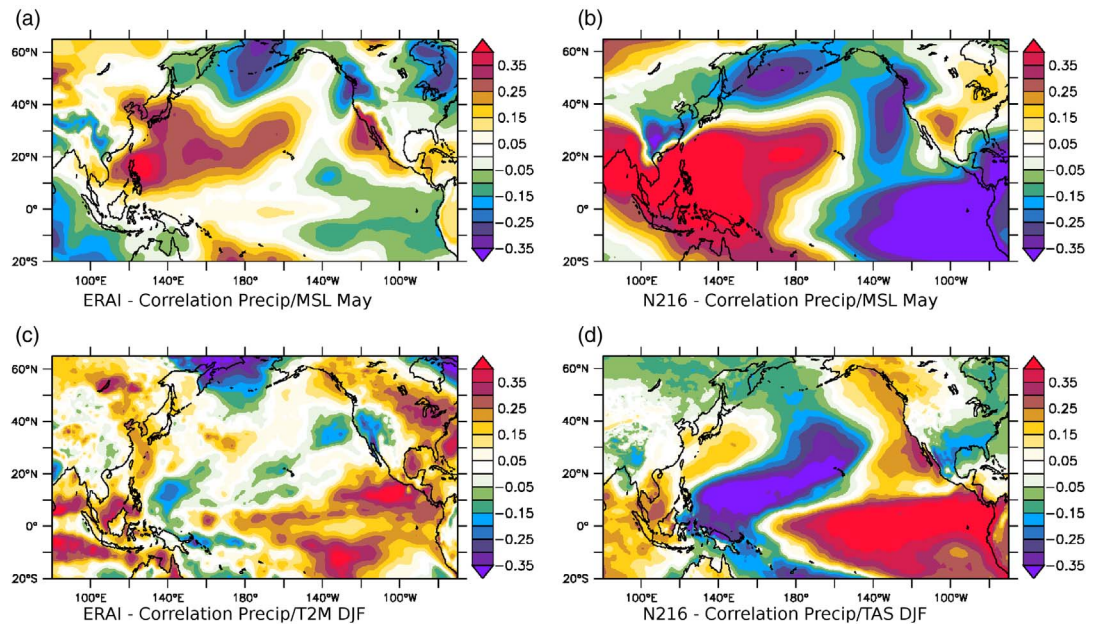 (a)
(b)
60°N
40°N
20°N
0°
20°S
100°E
140°E
180°
140°W
100°W
0.35
0.25
0.15
0.05
−0.05
−0.15
−0.25
−0.35
ERAI - Correlation Precip/MSL May
60°N
40°N
20°N
0°
20°S
100°E
140°E
180°
140°W
100°W
0.35
0.25
0.15
0.05
−0.05
−0.15
−0.25
−0.35
N216 - Correlation Precip/MSL May
(c)
(d)
60°N
40°N
20°N
0°
20°S
100°E
140°E
180°
140°W
100°W
0.35
0.25
0.15
0.05
−0.05
−0.15
−0.25
−0.35
ERAI - Correlation Precip/T2M DJF
60°N
40°N
20°N
0°
20°S
100°E
140°E
180°
140°W
100°W
0.35
0.25
0.15
0.05
−0.05
−0.15
−0.25
−0.35
N216 - Correlation Precip/TAS DJF